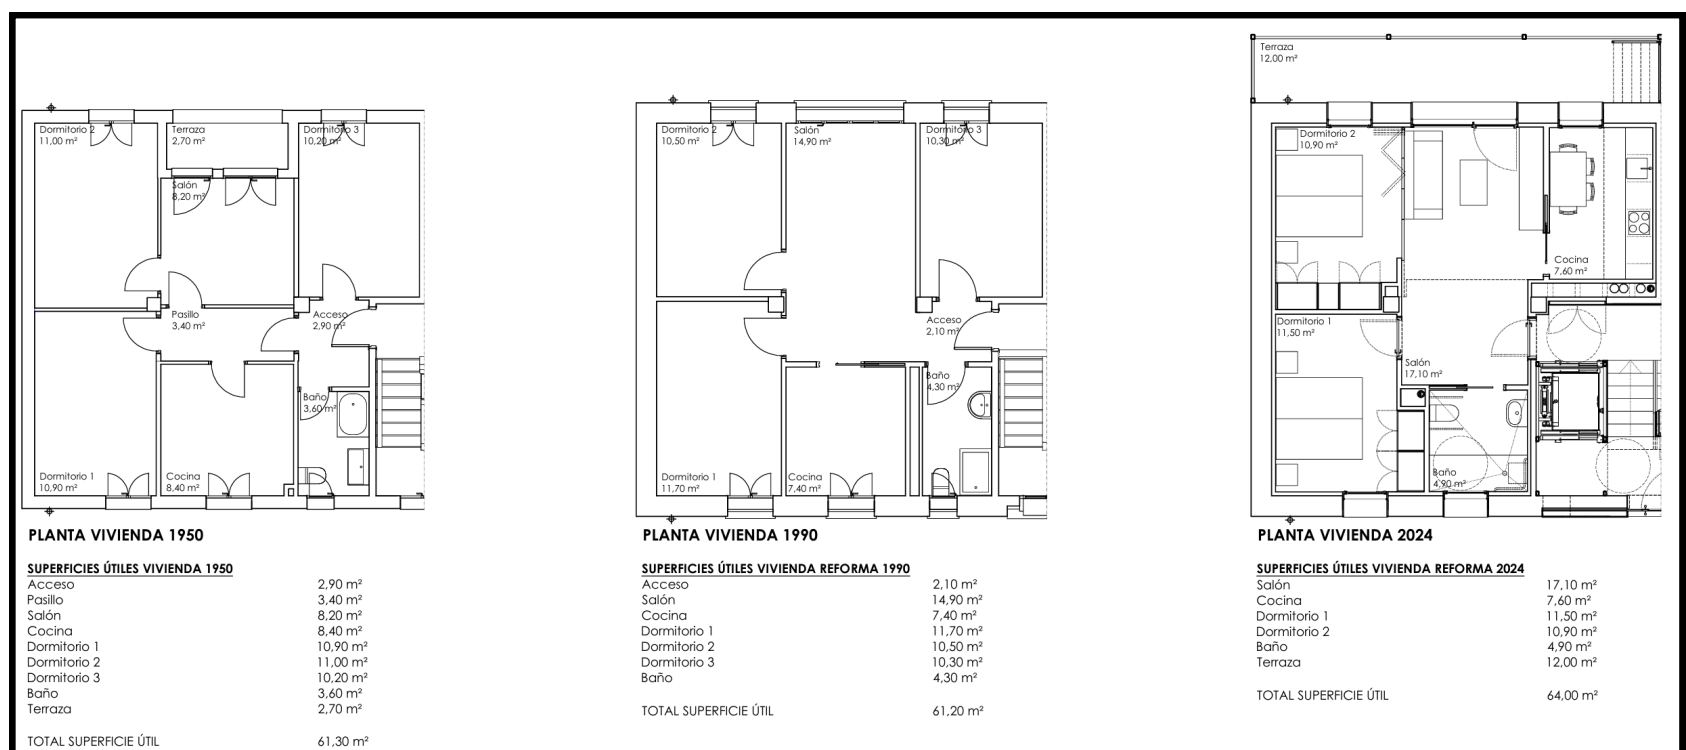 Dormitorio 2
11,00 m²
Terraza
2,70 m²
Dormitorio 3
10,20 m²
Salón
8,20 m²
Pasillo
3,40 m²
Acceso
2,90 m²
Baño
3,60 m²
Dormitorio 1
10,90 m²
Cocina
8,40 m²
PLANTA VIVIENDA 1950
SUPERFICIES ÚTILES VIVIENDA 1950
Acceso 2,90 m²
Pasillo 3,40 m²
Salón 8,20 m²
Cocina 8,40 m²
Dormitorio 1 10,90 m²
Dormitorio 2 11,00 m²
Dormitorio 3 10,20 m²
Baño 3,60 m²
Terraza 2,70 m²
TOTAL SUPERFICIE ÚTIL 61,30 m²
Dormitorio 2
10,50 m²
Salón
14,90 m²
Dormitorio 3
10,30 m²
Acceso
2,10 m²
Baño
4,30 m²
Dormitorio 1
11,70 m²
Cocina
7,40 m²
PLANTA VIVIENDA 1990
SUPERFICIES ÚTILES VIVIENDA REFORMA 1990
Acceso 2,10 m²
Salón 14,90 m²
Cocina 7,40 m²
Dormitorio 1 11,70 m²
Dormitorio 2 10,50 m²
Dormitorio 3 10,30 m²
Baño 4,30 m²
TOTAL SUPERFICIE ÚTIL 61,20 m²
Terraza
12,00 m²
Dormitorio 2
10,90 m²
Cocina
7,60 m²
Dormitorio 1
11,50 m²
Salón
17,10 m²
Baño
4,90 m²
PLANTA VIVIENDA 2024
SUPERFICIES ÚTILES VIVIENDA REFORMA 2024
Salón 17,10 m²
Cocina 7,60 m²
Dormitorio 1 11,50 m²
Dormitorio 2 10,90 m²
Baño 4,90 m²
Terraza 12,00 m²
TOTAL SUPERFICIE ÚTIL 64,00 m²